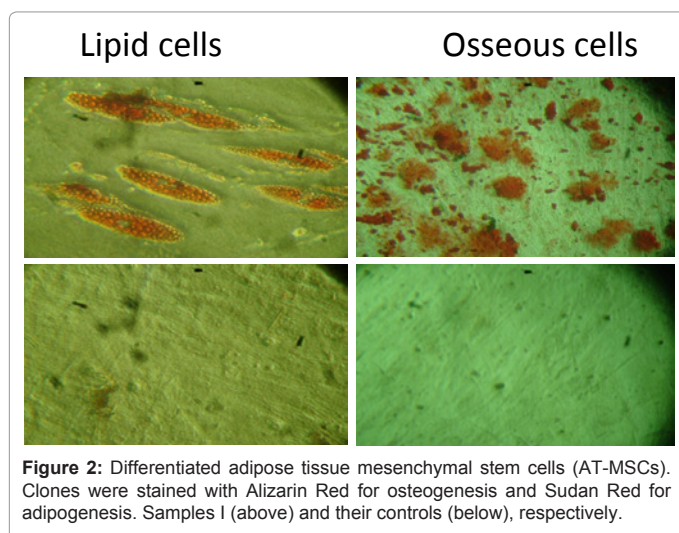 Lipid cells
Osseous cells
Figure 2: Differentiated adipose tissue mesenchymal stem cells (AT-MSCs).
Clones were stained with Alizarin Red for osteogenesis and Sudan Red for
adipogenesis. Samples I (above) and their controls (below), respectively.